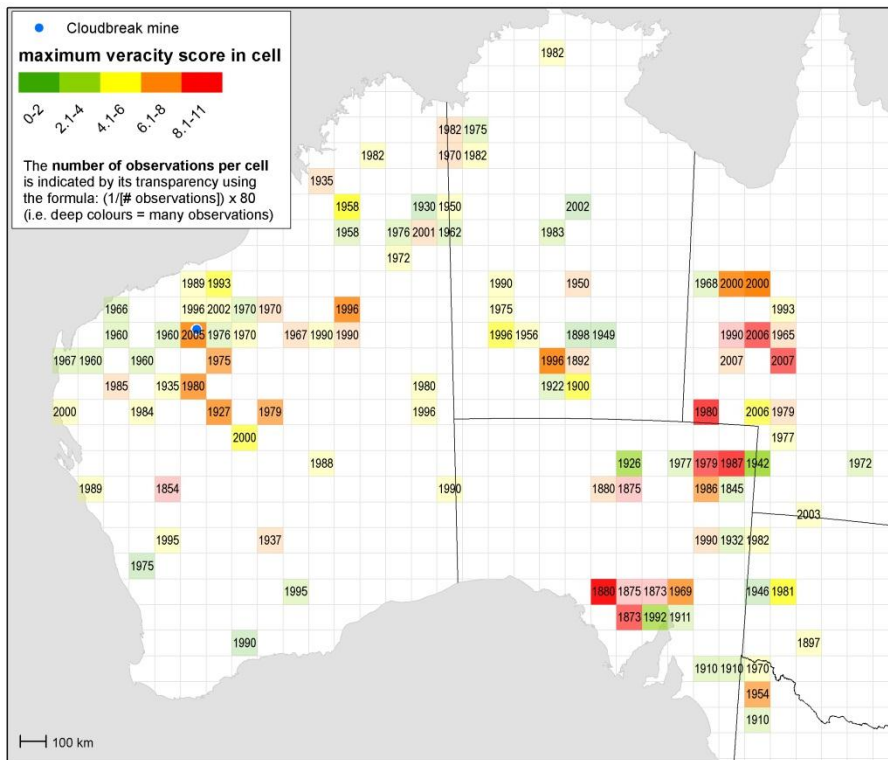 Cloudbreak mine
maximum veracity score in cell
0-2 2.1-4 4.1-6 6.1-8 8.1-11
The number of observations per cell
is indicated by its transparency using
the formula: (1/[# observations]) x 80
(i.e. deep colours = many observations)
1982
1982 1975
1982 1970 1982
1935
1958 1930 1950 2002
1958 1976 2001 1962 1983
1972
1989 1993 1990 1950 1968 2000 2000
1966 1996 2002 1970 1970 1996 1975 1993
1960 1960 2005 1976 1970 1967 1990 1990 1996 1956 1898 1949 1990 2006 1965
1967 1960 1960 1975 1996 1892 2007 2007
1985 1935 1980 1980 1922 1900
2000 1984 1927 1979 1996 1980 2006 1979
2000 1977
1988 1926 1977 1979 1987 1942 1972
1989 1854 1990 1880 1875 1986 1845
2003
1995 1937 1990 1932 1982
1975
1995 1880 1875 1873 1969 1946 1981
1873 1992 1911
1990 1897
1910 1910 1970
1954
1910
100 km